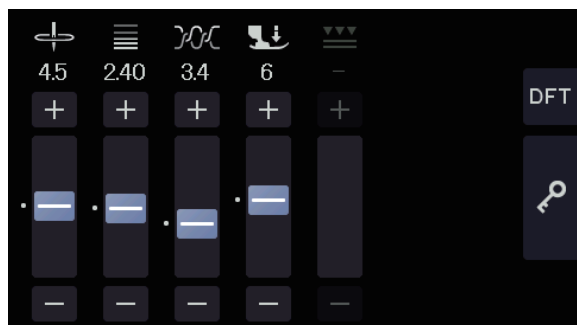 4.5 2.40 3.4 6 –
+ + + + +
DFT
– – – – –